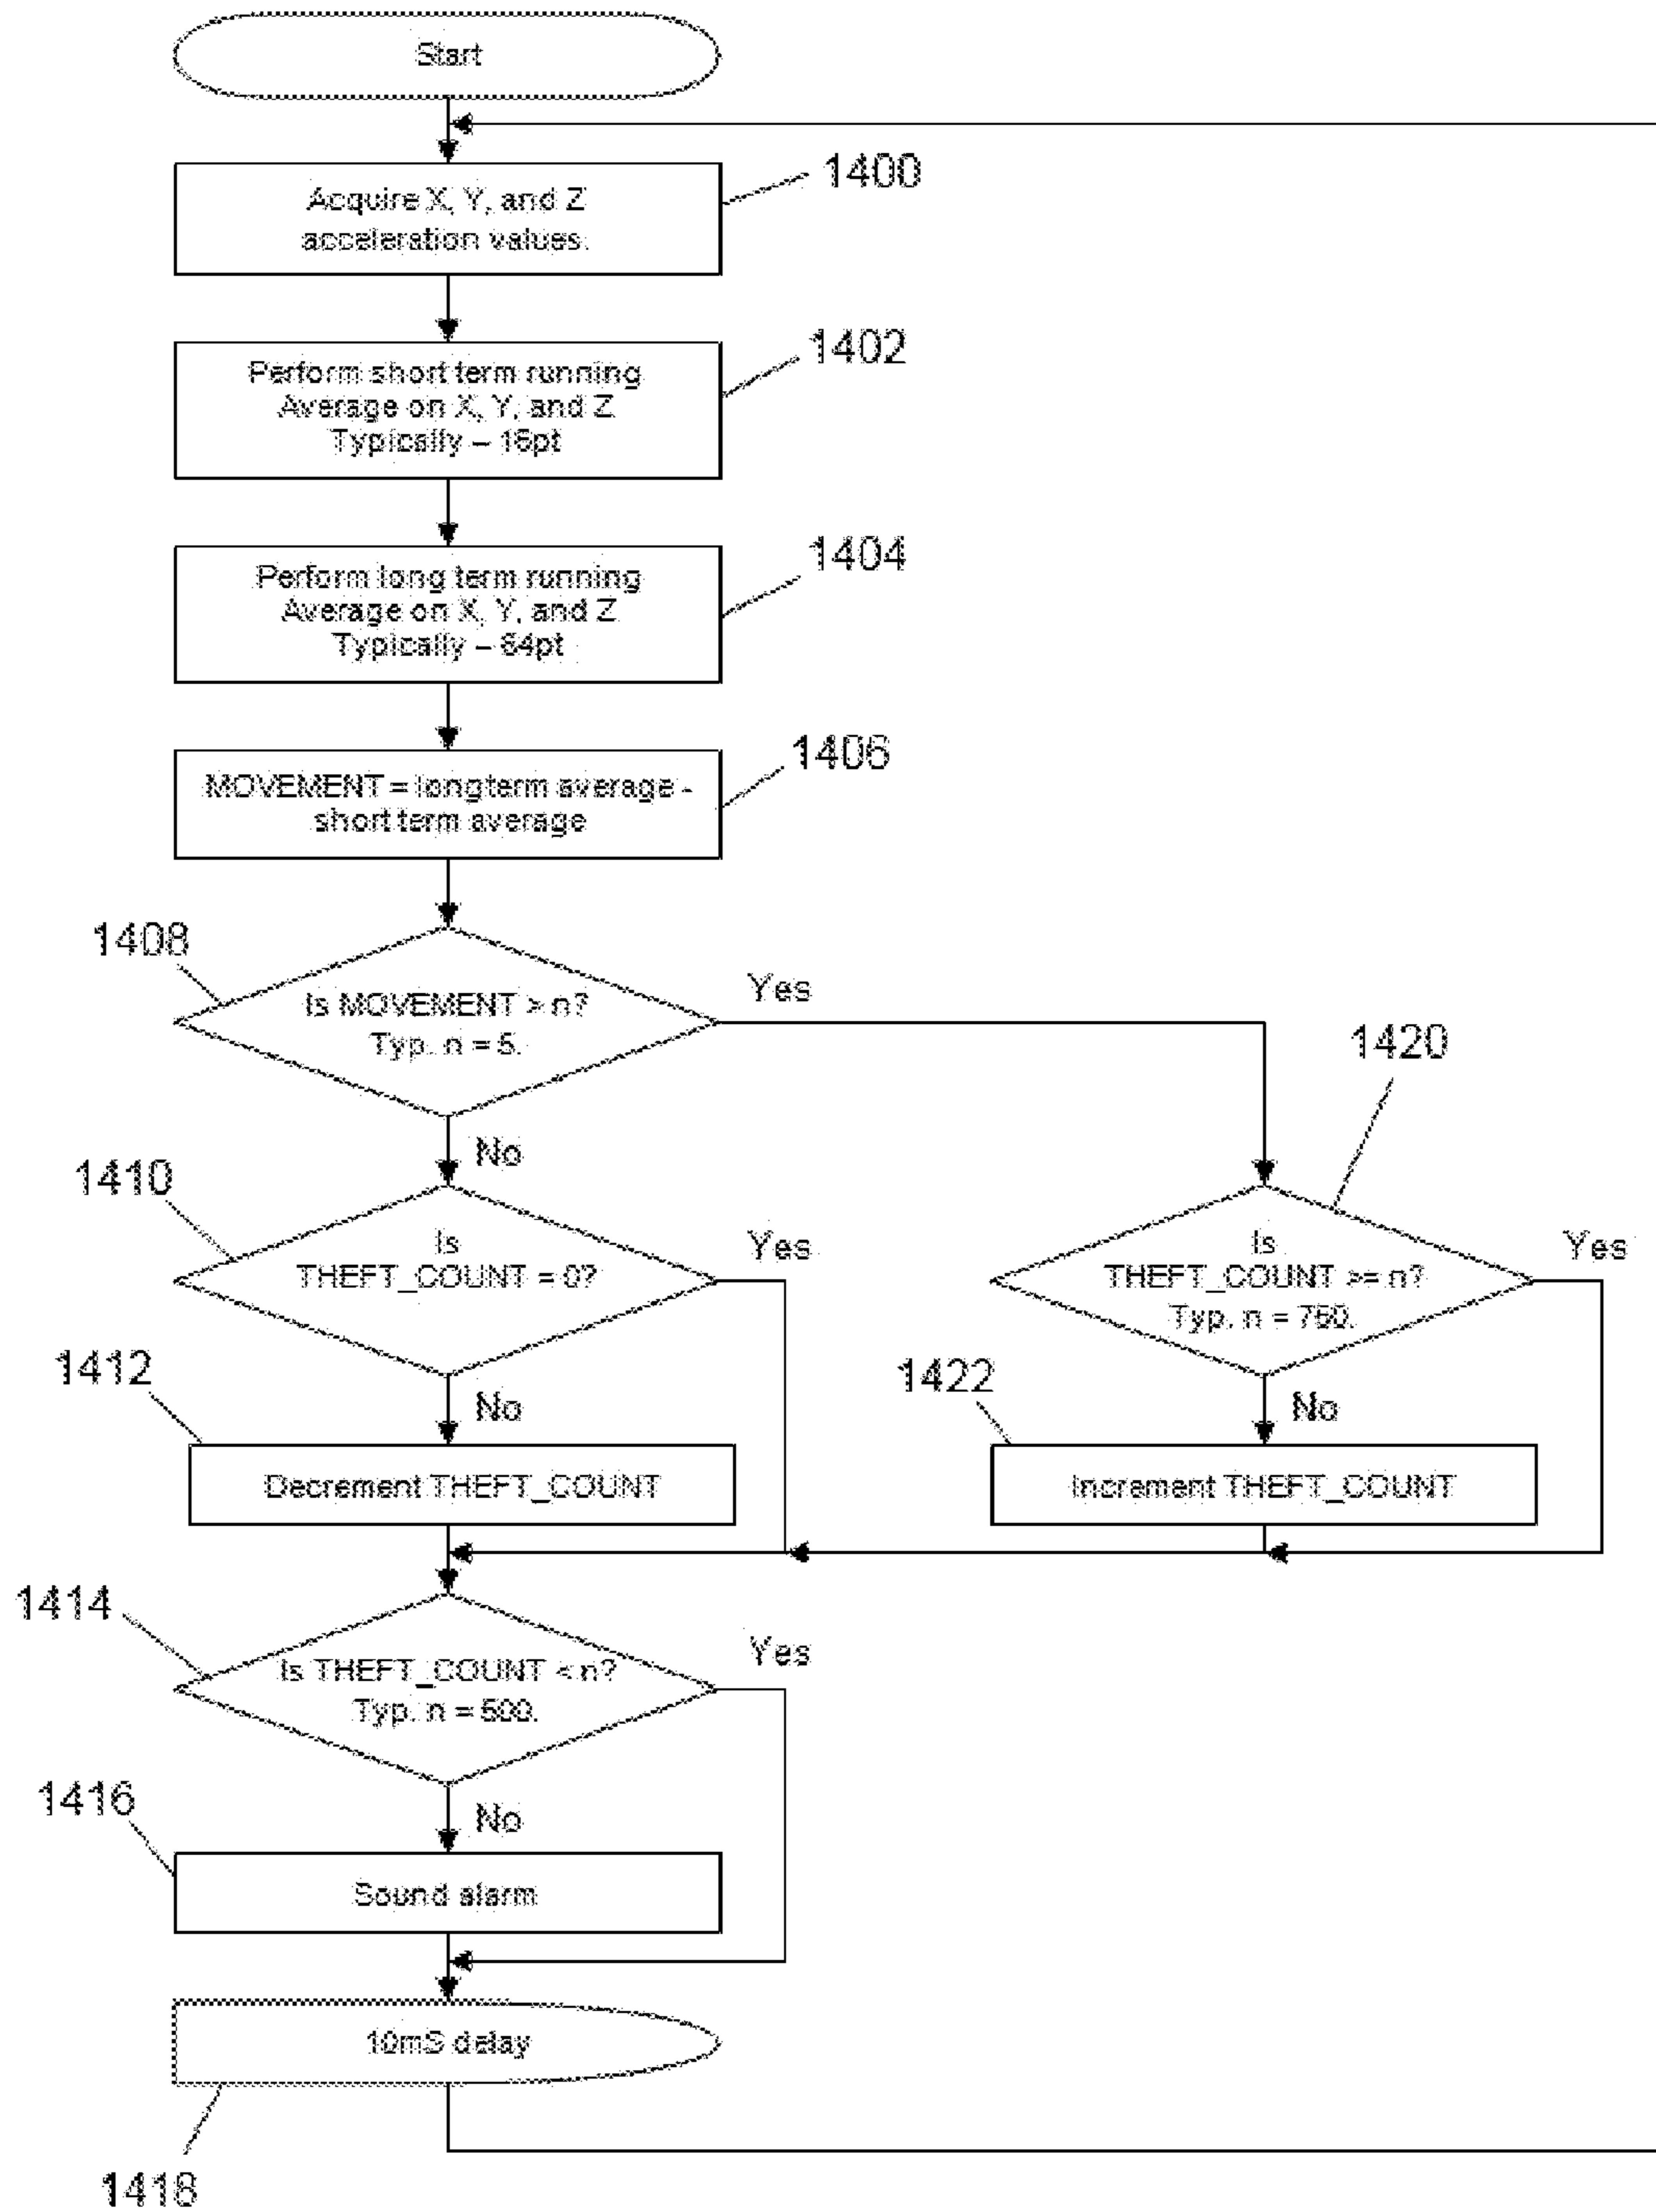 Start
Acquire X, Y, and Z
acceleration values.
1400
Perform short term running
Average on X, Y, and Z
Typically – 16pt
1402
Perform long term running
Average on X, Y, and Z
Typically – 64pt
1404
MOVEMENT = longterm average -
short term average
1406
1408
Is MOVEMENT > n?
Typ. n = 5.
Yes
No
1410
Is
THEFT_COUNT = 0?
Yes
No
1420
Is
THEFT_COUNT >= n?
Typ. n = 750.
Yes
No
1412
Decrement THEFT_COUNT
1422
Increment THEFT_COUNT
1414
Is THEFT_COUNT < n?
Typ. n = 500.
Yes
No
1416
Sound alarm
10mS delay
1418